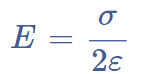 E = σ / 2ε